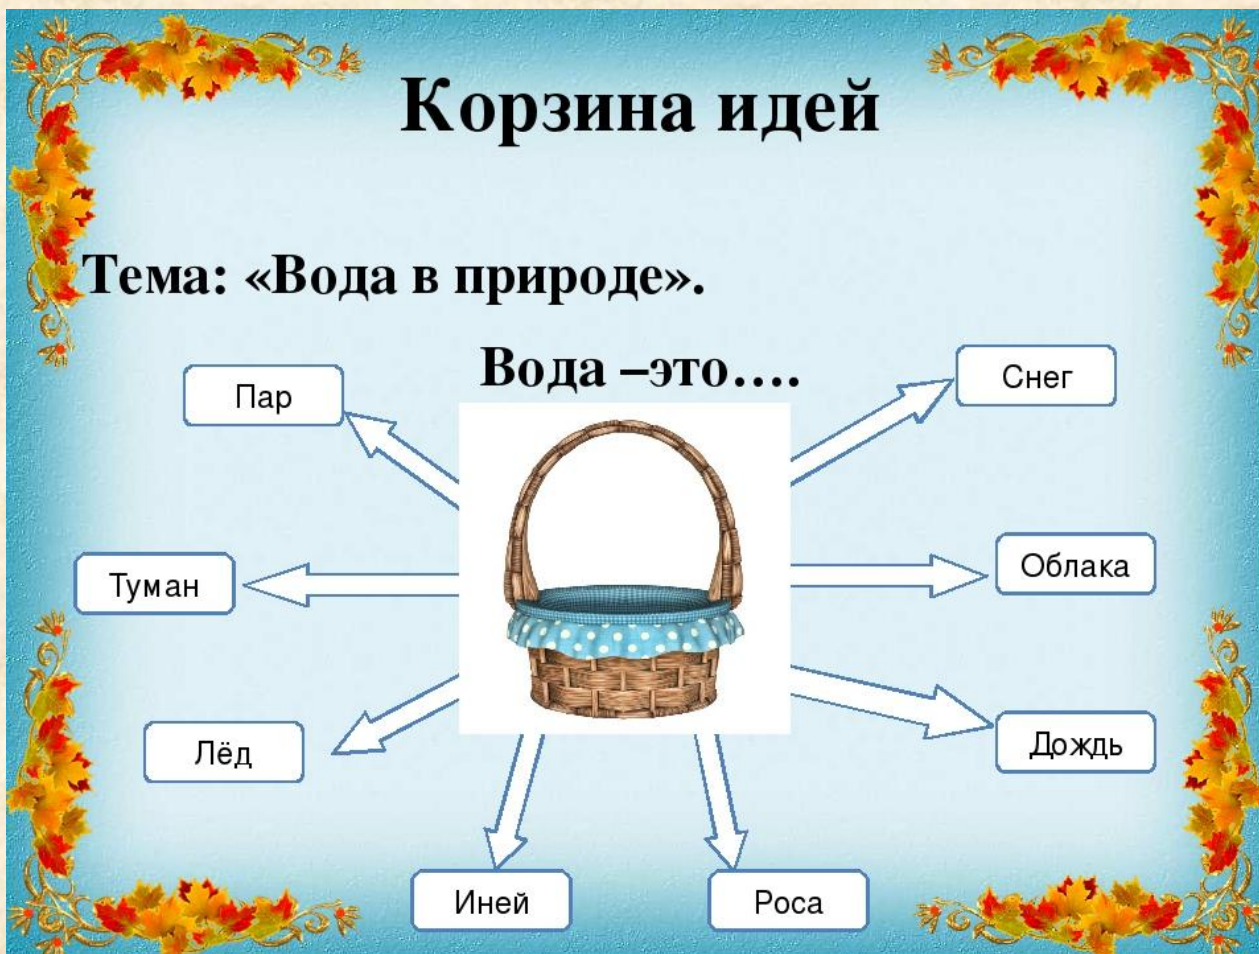 Корзина идей
Тема: «Вода в природе».
Вода –это….
Пар
Снег
Туман
Облака
Лёд
Дождь
Иней
Роса